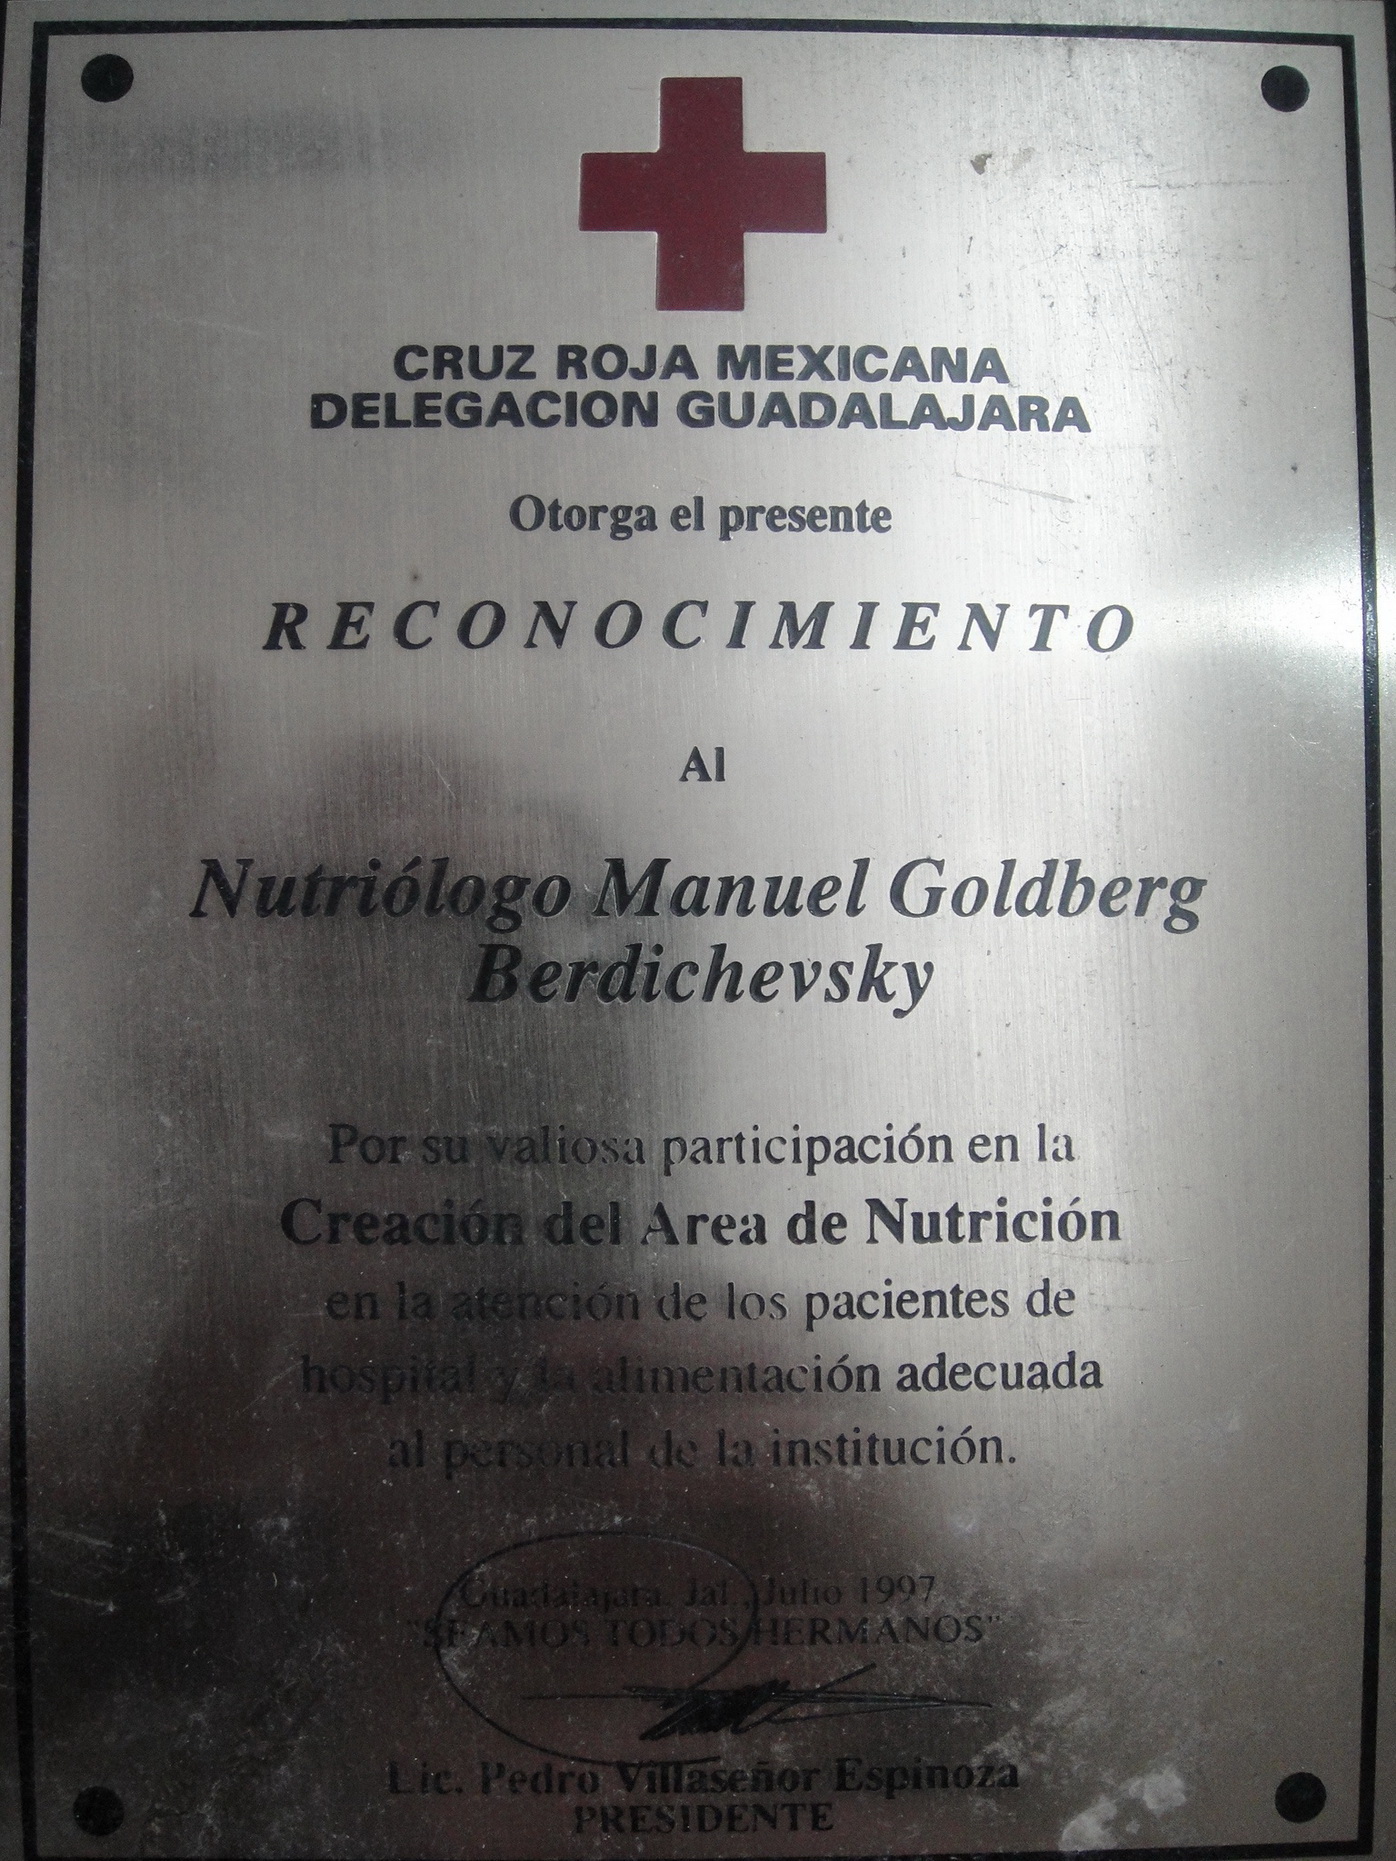 CRUZ ROJA MEXICANA
DELEGACION GUADALAJARA
Otorga el presente
RECONOCIMIENTO
Al
Nutriólogo Manuel Goldberg
Berdichevsky
Por su valiosa participación en la
Creación del Area de Nutrición
en la atención de los pacientes de
hospital y la alimentación adecuada
al personal de la institución.
Guadalajara, Jal., Julio 1997
"SEAMOS TODOS HERMANOS"
Lic. Pedro Villaseñor Espinoza
PRESIDENTE